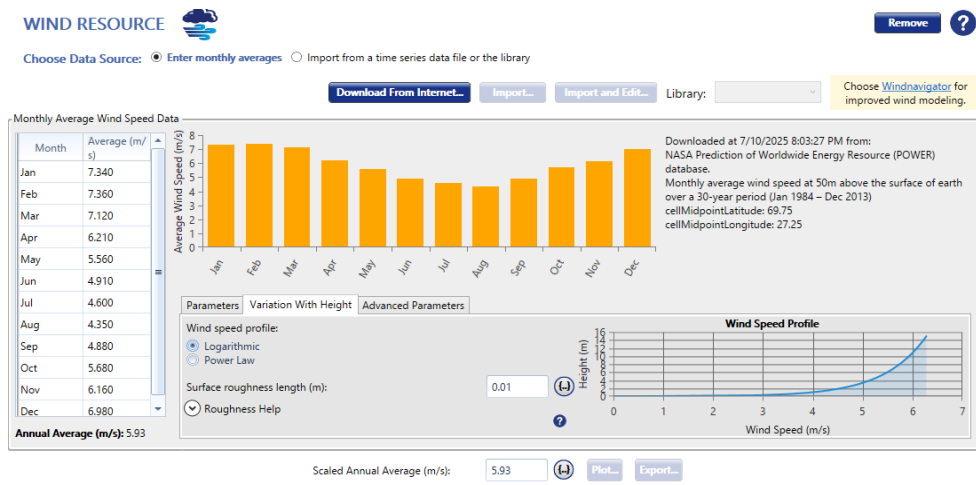 WIND RESOURCE
Remove
?
Choose Data Source: Enter monthly averages Import from a time series data file or the library
Download From Internet... Import... Import and Edit... Library:
Choose Windnavigator for
improved wind modeling.
Monthly Average Wind Speed Data
Month Average (m/
s)
Jan 7.340
Feb 7.360
Mar 7.120
Apr 6.210
May 5.560
Jun 4.910
Jul 4.600
Aug 4.350
Sep 4.880
Oct 5.680
Nov 6.160
Dec 6.980
Annual Average (m/s): 5.93
Average Wind Speed (m/s)
8
7
6
5
4
3
2
1
0
Jan Feb Mar Apr May Jun Jul Aug Sep Oct Nov Dec
Downloaded at 7/10/2025 8:03:27 PM from:
NASA Prediction of Worldwide Energy Resource (POWER)
database.
Monthly average wind speed at 50m above the surface of earth
over a 30-year period (Jan 1984 – Dec 2013)
cellMidpointLatitude: 69.75
cellMidpointLongitude: 27.25
Parameters Variation With Height Advanced Parameters
Wind speed profile:
Logarithmic
Power Law
Surface roughness length (m): 0.01 {..}
Roughness Help
?
Wind Speed Profile
Height (m)
16
14
12
10
8
6
4
2
0
0 1 2 3 4 5 6 7
Wind Speed (m/s)
Scaled Annual Average (m/s): 5.93 {..} Plot... Export...